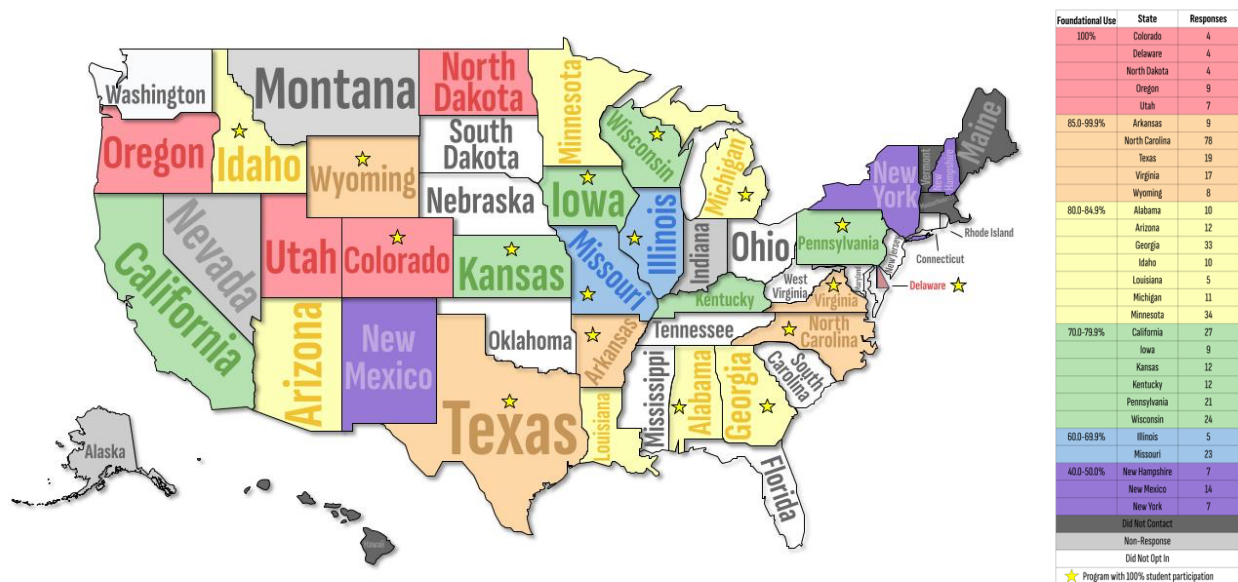 Washington
Montana
North
Dakota
Minnesota
Oregon
Idaho
Wyoming
South
Dakota
Wisconsin
Michigan
New
York
Vermont
New
Hampshire
Maine
Nevada
Utah
Colorado
Nebraska
Iowa
Illinois
Indiana
Ohio
Pennsylvania
New Jersey
Connecticut
Rhode Island
California
Kansas
Missouri
Kentucky
West
Virginia
Virginia
Maryland
Delaware
Arizona
New
Mexico
Oklahoma
Arkansas
Tennessee
North
Carolina
South
Carolina
Texas
Louisiana
Mississippi
Alabama
Georgia
Florida
Alaska
Hawaii
Foundational Use State Responses
100% Colorado 4
Delaware 4
North Dakota 4
Oregon 9
Utah 7
85.0-99.9% Arkansas 9
North Carolina 78
Texas 19
Virginia 17
Wyoming 8
80.0-84.9% Alabama 10
Arizona 12
Georgia 33
Idaho 10
Louisiana 5
Michigan 11
Minnesota 34
70.0-79.9% California 27
Iowa 9
Kansas 12
Kentucky 12
Pennsylvania 21
Wisconsin 24
60.0-69.9% Illinois 5
Missouri 23
40.0-50.0% New Hampshire 7
New Mexico 14
New York 7
Did Not Contact
Non-Response
Did Not Opt In
Program with 100% student participation